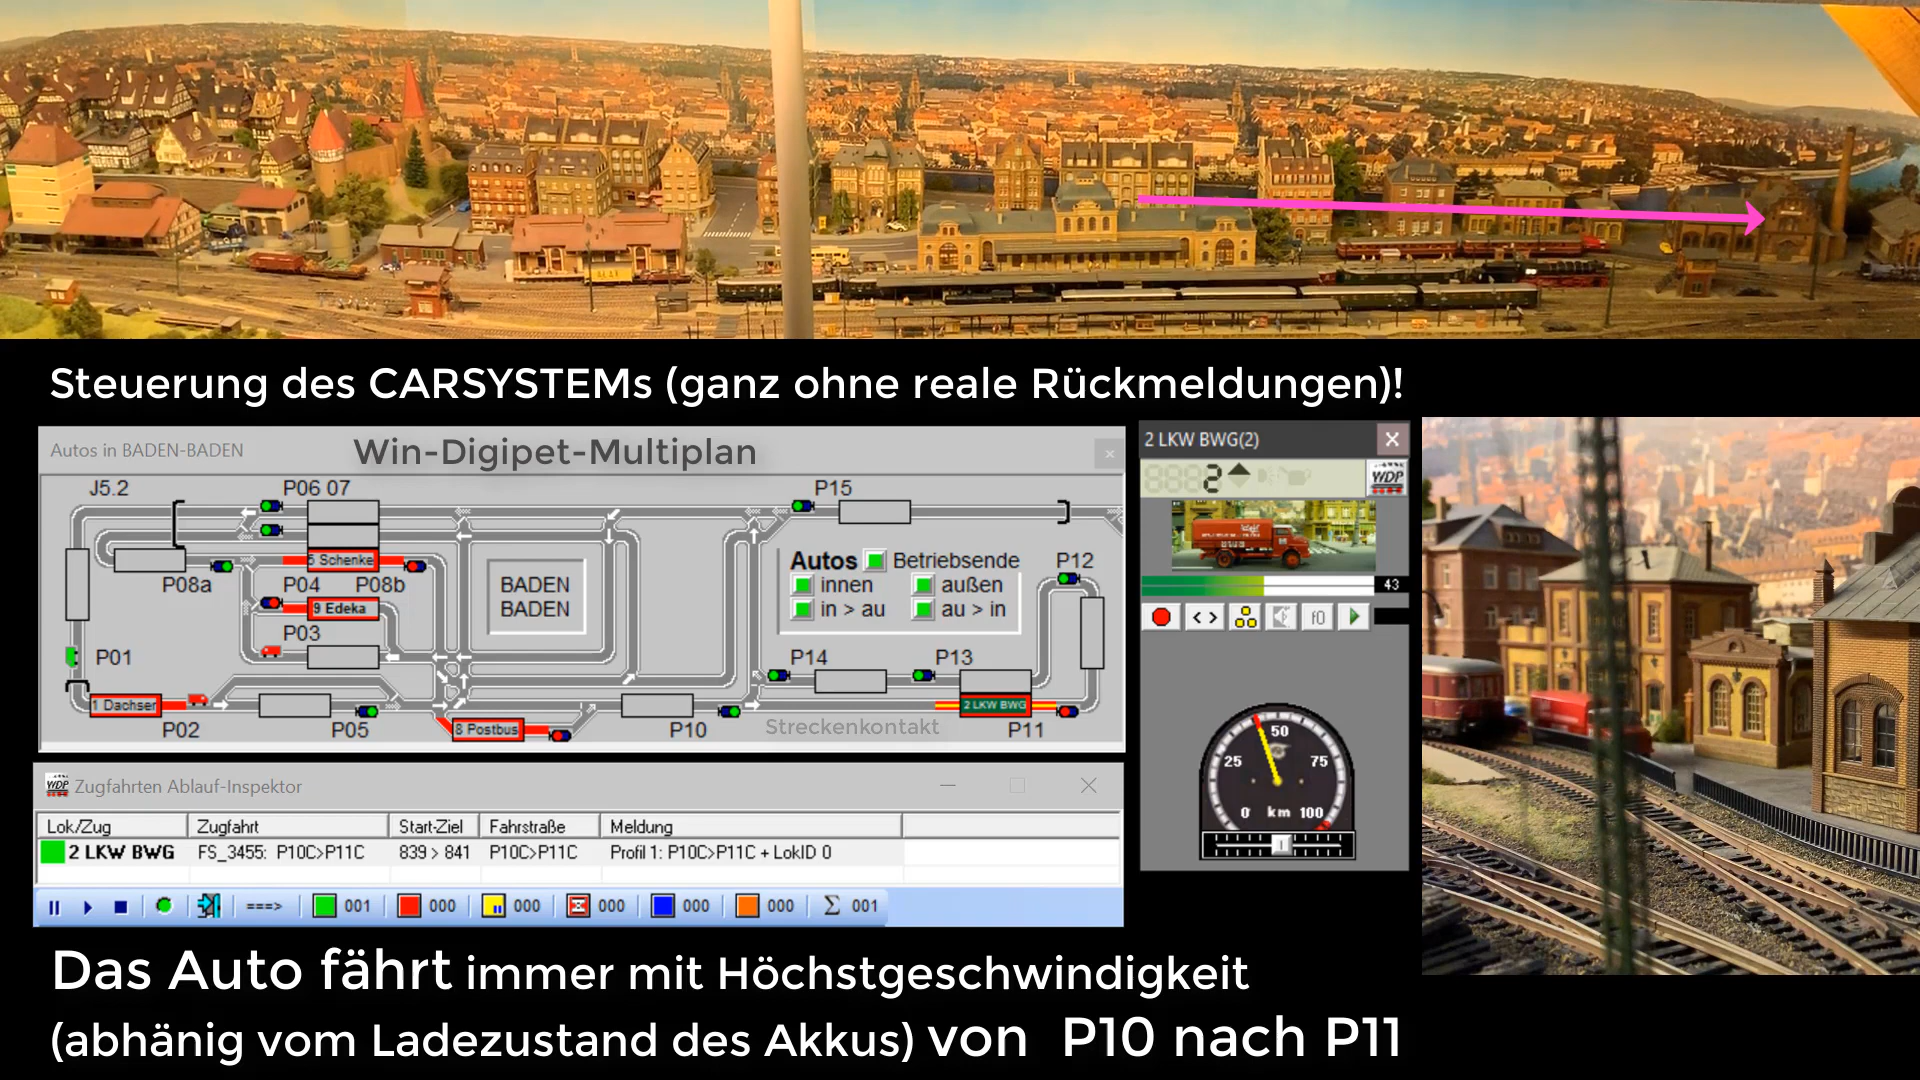 Steuerung des CARSYSTEMs (ganz ohne reale Rückmeldungen)!
Autos in BADEN-BADEN
Win-Digipet-Multiplan
J5.2
P06 07
P15
5 Schenke
P08a
P04
P08b
9 Edeka
P03
BADEN
BADEN
Autos
Betriebsende
innen
außen
in > au
au > in
P12
P01
P14
P13
1 Dachser
P02
P05
8 Postbus
P10
Streckenkontakt
2 LKW BWG
P11
2 LKW BWG(2)
2
WDP
43
< >
f0
25
50
75
0
km
100
WDP
Zugfahrten Ablauf-Inspektor
Lok/Zug Zugfahrt Start-Ziel Fahrstraße Meldung
2 LKW BWG FS_3455: P10C>P11C 839 > 841 P10C>P11C Profil 1: P10C>P11C + LokID 0
===> 001 000 000 000 000 000 Σ 001
Das Auto fährt immer mit Höchstgeschwindigkeit
(abhänig vom Ladezustand des Akkus) von P10 nach P11